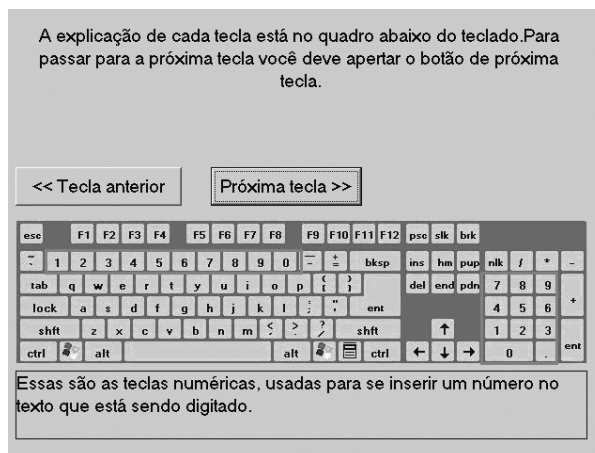 A explicação de cada tecla está no quadro abaixo do teclado.Para
passar para a próxima tecla você deve apertar o botão de próxima
tecla.
<< Tecla anterior Próxima tecla >>
esc F1 F2 F3 F4 F5 F6 F7 F8 F9 F10 F11 F12 psc slk brk
~ ` 1 2 3 4 5 6 7 8 9 0 _ - + = bksp ins hm pup nlk / * -
tab q w e r t y u i o p { [ } ] del end pdn 7 8 9 +
lock a s d f g h j k l : ; " ' ent 4 5 6
shft z x c v b n m < , > . ? / shft ↑ 1 2 3 ent
ctrl alt alt ctrl ← ↓ → 0 .
Essas são as teclas numéricas, usadas para se inserir um número no
texto que está sendo digitado.